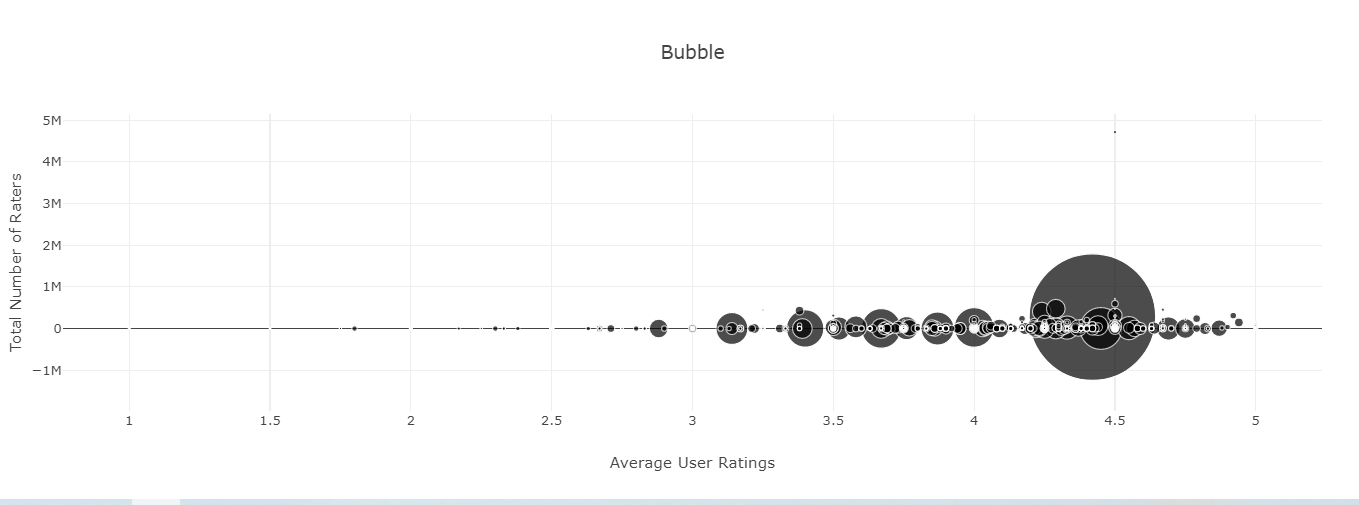 Bubble
Total Number of Raters
5M
4M
3M
2M
1M
0
−1M
1
1.5
2
2.5
3
3.5
4
4.5
5
Average User Ratings